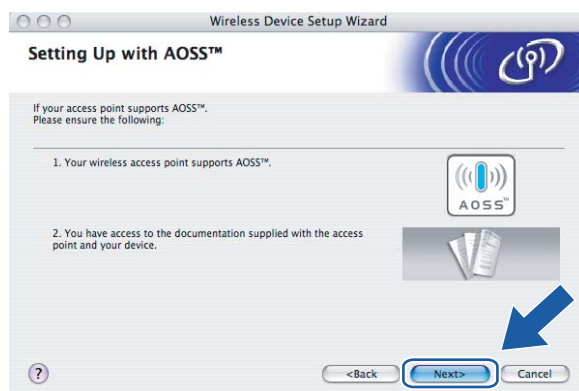 Wireless Device Setup Wizard
Setting Up with AOSS™
If your access point supports AOSS™.
Please ensure the following:
1. Your wireless access point supports AOSS™.
AOSS™
2. You have access to the documentation supplied with the access
point and your device.
?
<Back
Next>
Cancel